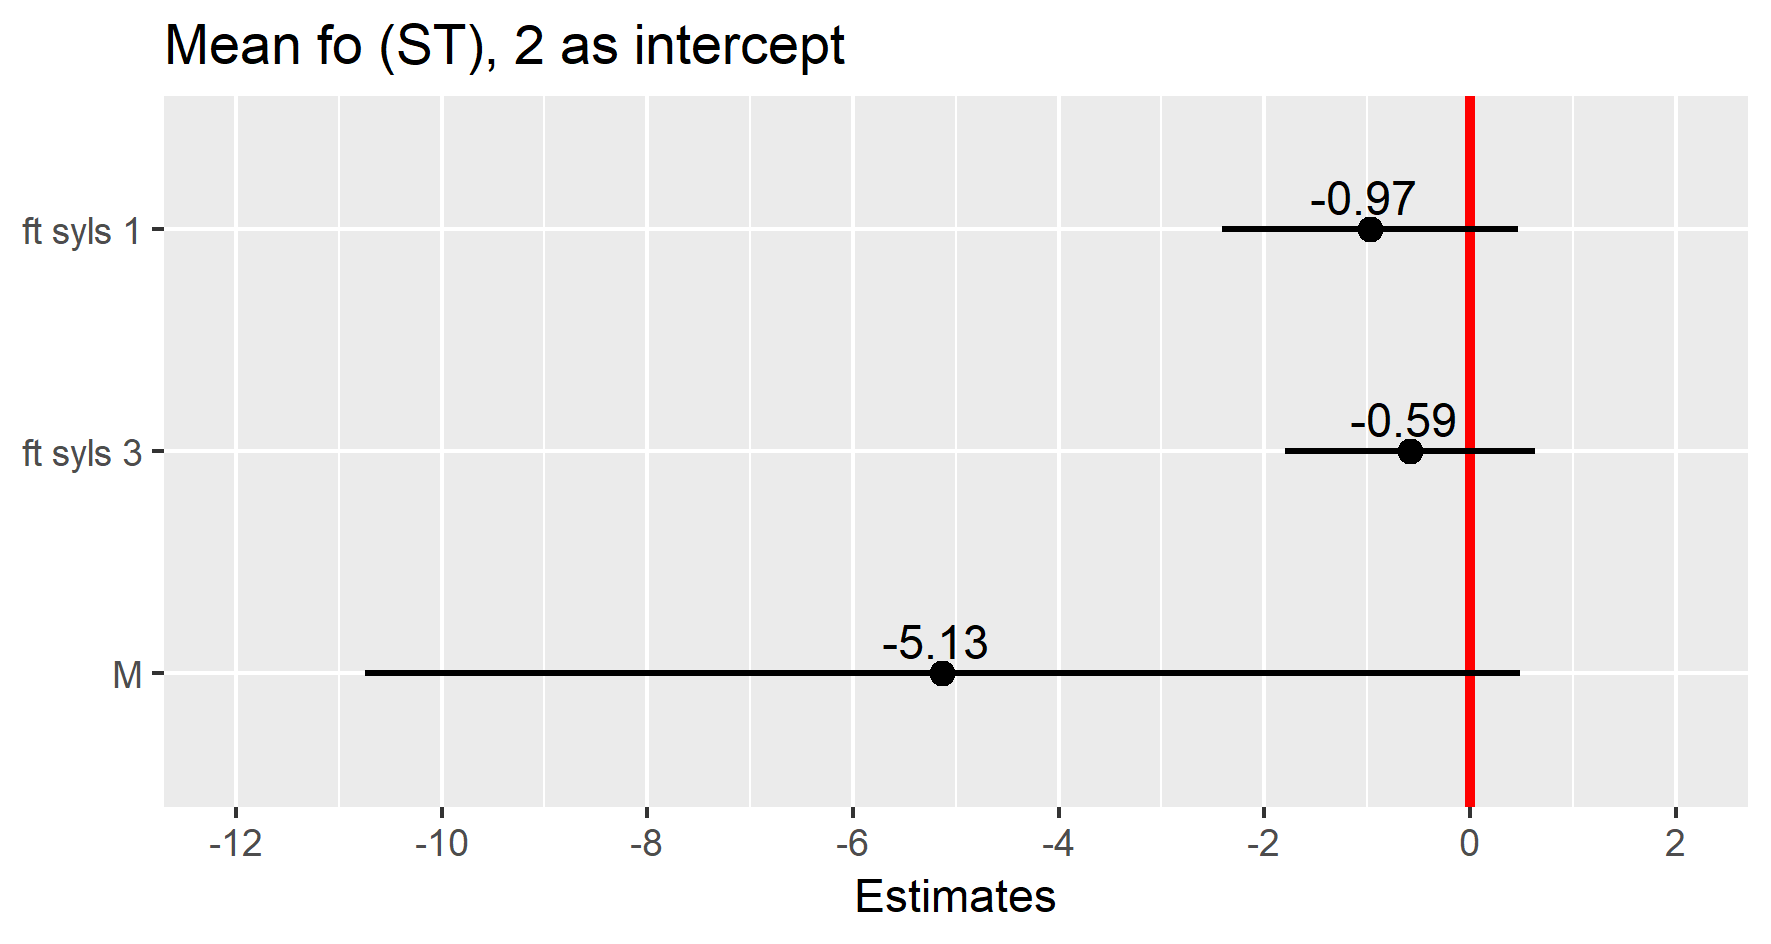 Mean fo (ST), 2 as intercept
-0.97
ft syls 1
-0.59
ft syls 3
-5.13
M
-12 -10 -8 -6 -4 -2 0 2
Estimates